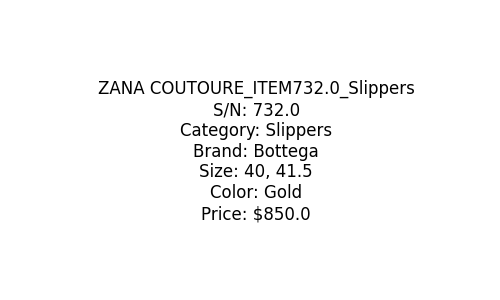 ZANA COUTOURE_ITEM732.0_Slippers
S/N: 732.0
Category: Slippers
Brand: Bottega
Size: 40, 41.5
Color: Gold
Price: $850.0